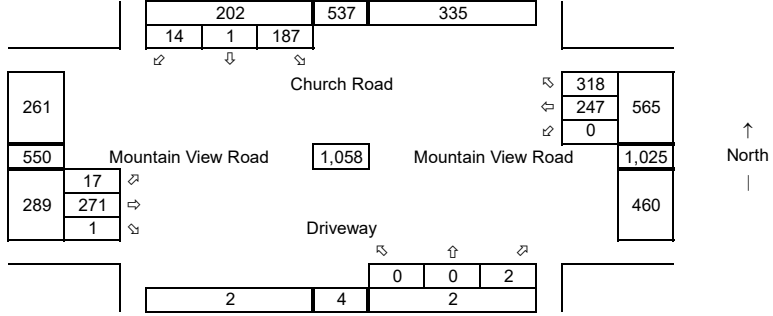 202 537 335
14 1 187
⬃ ⇩ ⬂
Church Road
⬁ 318
261 ⇦ 247 565
⬃ 0 ↑
550 Mountain View Road 1,058 Mountain View Road 1,025 North
17 ⬀ |
289 271 ⇨ 460
1 ⬂ Driveway
⬁ ⇧ ⬀
0 0 2
2 4 2